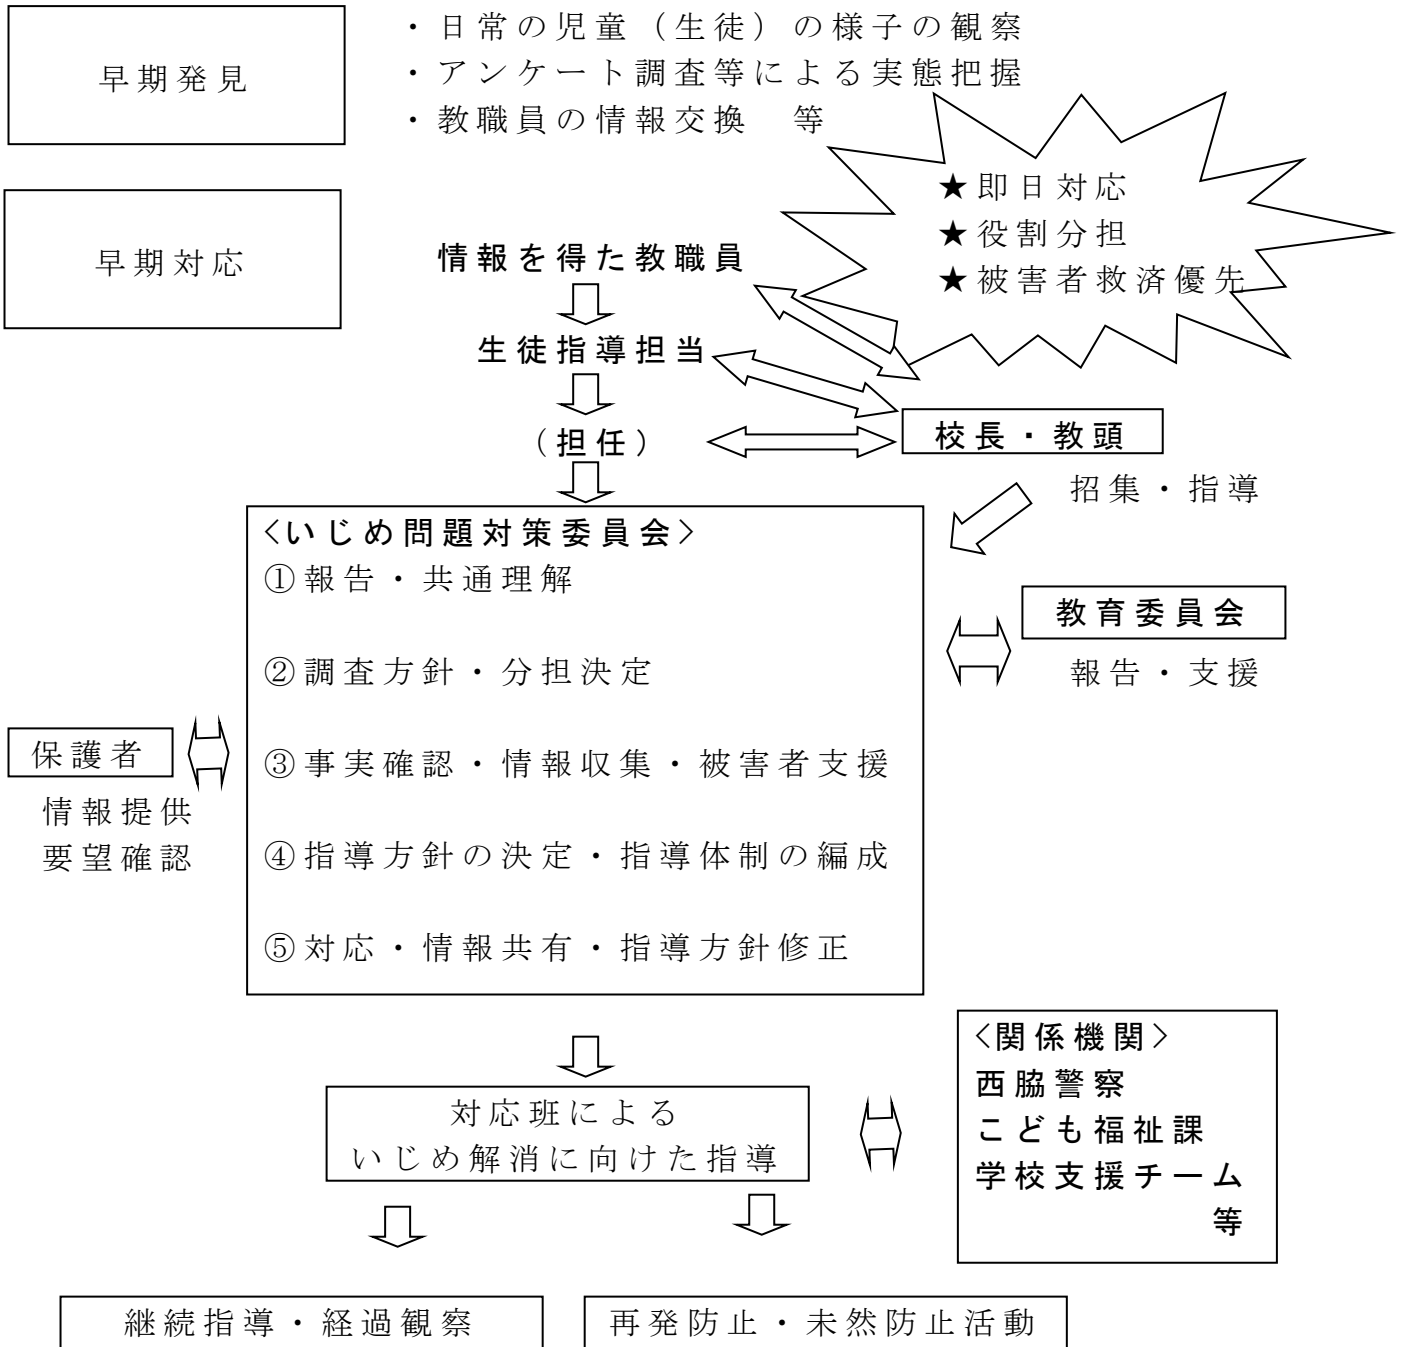 早期発見
・日常の児童（生徒）の様子の観察
・アンケート調査等による実態把握
・教職員の情報交換　等
★即日対応
★役割分担
★被害者救済優先
早期対応
情報を得た教職員
生徒指導担当
（担任）
校長・教頭
招集・指導
〈いじめ問題対策委員会〉
①報告・共通理解
②調査方針・分担決定
③事実確認・情報収集・被害者支援
④指導方針の決定・指導体制の編成
⑤対応・情報共有・指導方針修正
教育委員会
報告・支援
保護者
情報提供
要望確認
対応班による
いじめ解消に向けた指導
〈関係機関〉
西脇警察
こども福祉課
学校支援チーム
等
継続指導・経過観察
再発防止・未然防止活動